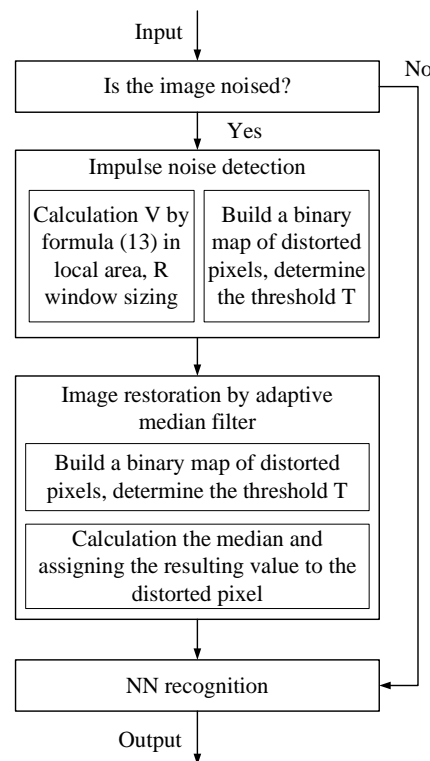 Input
Is the image noised?
No
Yes
Impulse noise detection
Calculation V by
formula (13) in
local area, R
window sizing
Build a binary
map of distorted
pixels, determine
the threshold T
Image restoration by adaptive
median filter
Build a binary map of distorted
pixels, determine the threshold T
Calculation the median and
assigning the resulting value to the
distorted pixel
NN recognition
Output